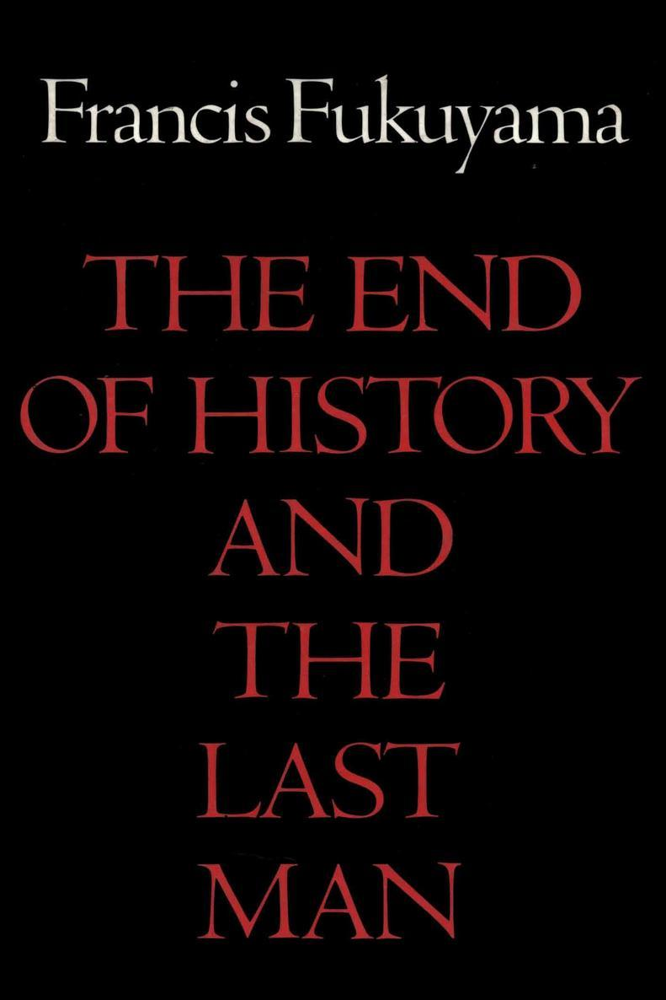 Francis Fukuyama
THE END
OF HISTORY
AND
THE
LAST
MAN